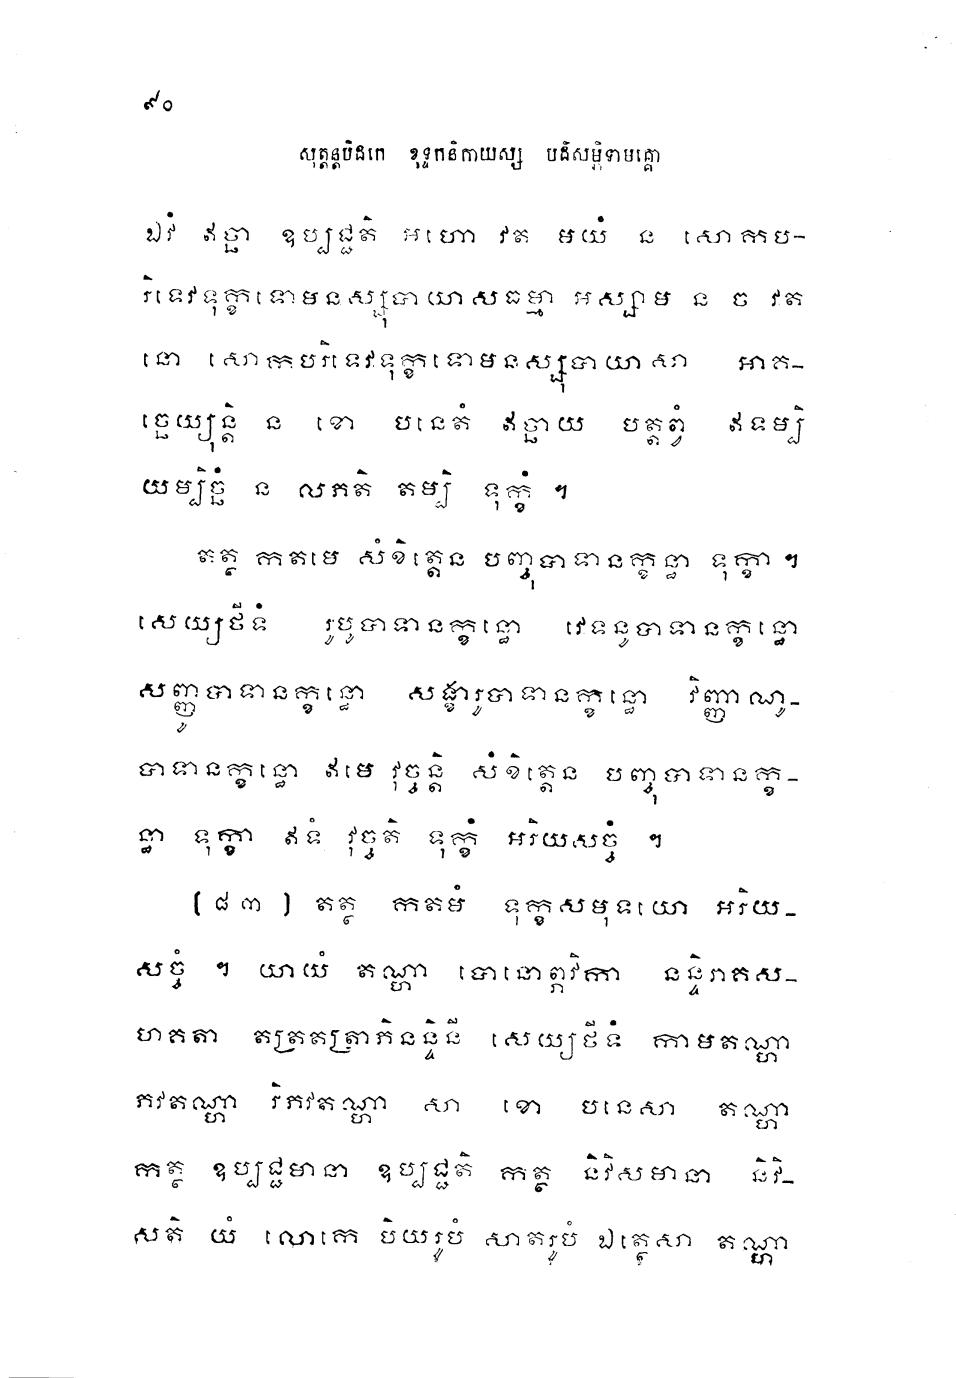 ៩០
សុត្តន្តបិដកេ ខុទ្ទកនិកាយស្ស បដិសម្ភិទាមគ្គោ
ឯវំ ឥច្ឆា ឧប្បជ្ជតិ អហោ វត មយំ ន សោកប-
រិទេវទុក្ខទោមនស្សុបាយាសធម្មា អស្សាម ន ច វត
នោ សោកបរិទេវទុក្ខទោមនស្សុបាយាសា អាគ-
ច្ឆេយ្យុន្តិ ន ខោ បនេតំ ឥច្ឆាយ បត្តព្វំ ឥទម្បិ
យម្បិច្ឆំ ន លភតិ តម្បិ ទុក្ខំ ។
តត្ថ កតមេ សំខិត្តេន បញ្ចុបាទានក្ខន្ធា ទុក្ខា ។
សេយ្យថីទំ រូបូបាទានក្ខន្ធោ វេទនូបាទានក្ខន្ធោ
សញ្ញូបាទានក្ខន្ធោ សង្ខារូបាទានក្ខន្ធោ វិញ្ញាណូ-
បាទានក្ខន្ធោ ឥមេ វុច្ចន្តិ សំខិត្តេន បញ្ចុបាទានក្ខ-
ន្ធា ទុក្ខា ឥទំ វុច្ចតិ ទុក្ខំ អរិយសច្ចំ ។
[៨៣] តត្ថ កតមំ ទុក្ខសមុទយោ អរិយ-
សច្ចំ ។ យាយំ តណ្ហា បោនោព្ភវិកា នន្ទិរាគស-
ហគតា តត្រតត្រាភិនន្ទិនី សេយ្យថីទំ កាមតណ្ហា
ភវតណ្ហា វិភវតណ្ហា សា ខោ បនេសា តណ្ហា
កត្ថ ឧប្បជ្ជមានា ឧប្បជ្ជតិ កត្ថ និវិសមានា និវិ-
សតិ យំ លោកេ បិយរូបំ សាតរូបំ ឯត្ថេសា តណ្ហា